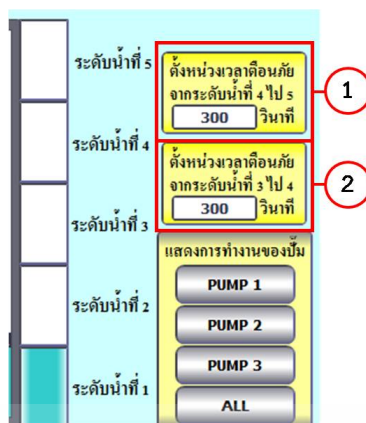 ระดับน้ำที่ 5
ตั้งหน่วงเวลาเตือนภัย
จากระดับน้ำที่ 4 ไป 5
300 วินาที
1
ระดับน้ำที่ 4
ตั้งหน่วงเวลาเตือนภัย
จากระดับน้ำที่ 3 ไป 4
300 วินาที
2
ระดับน้ำที่ 3
แสดงการทำงานของปั๊ม
PUMP 1
ระดับน้ำที่ 2
PUMP 2
PUMP 3
ระดับน้ำที่ 1
ALL